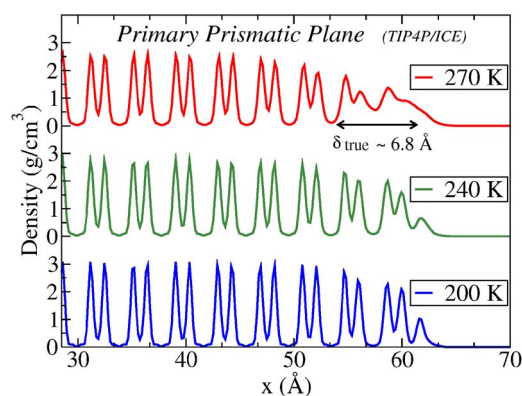 Primary Prismatic Plane (TIP4P/ICE)
3
2
1
0
270 K
δ true ~ 6.8 Å
Density (g/cm3)
3
2
1
0
240 K
3
2
1
0
200 K
30 40 50 60 70
x (Å)